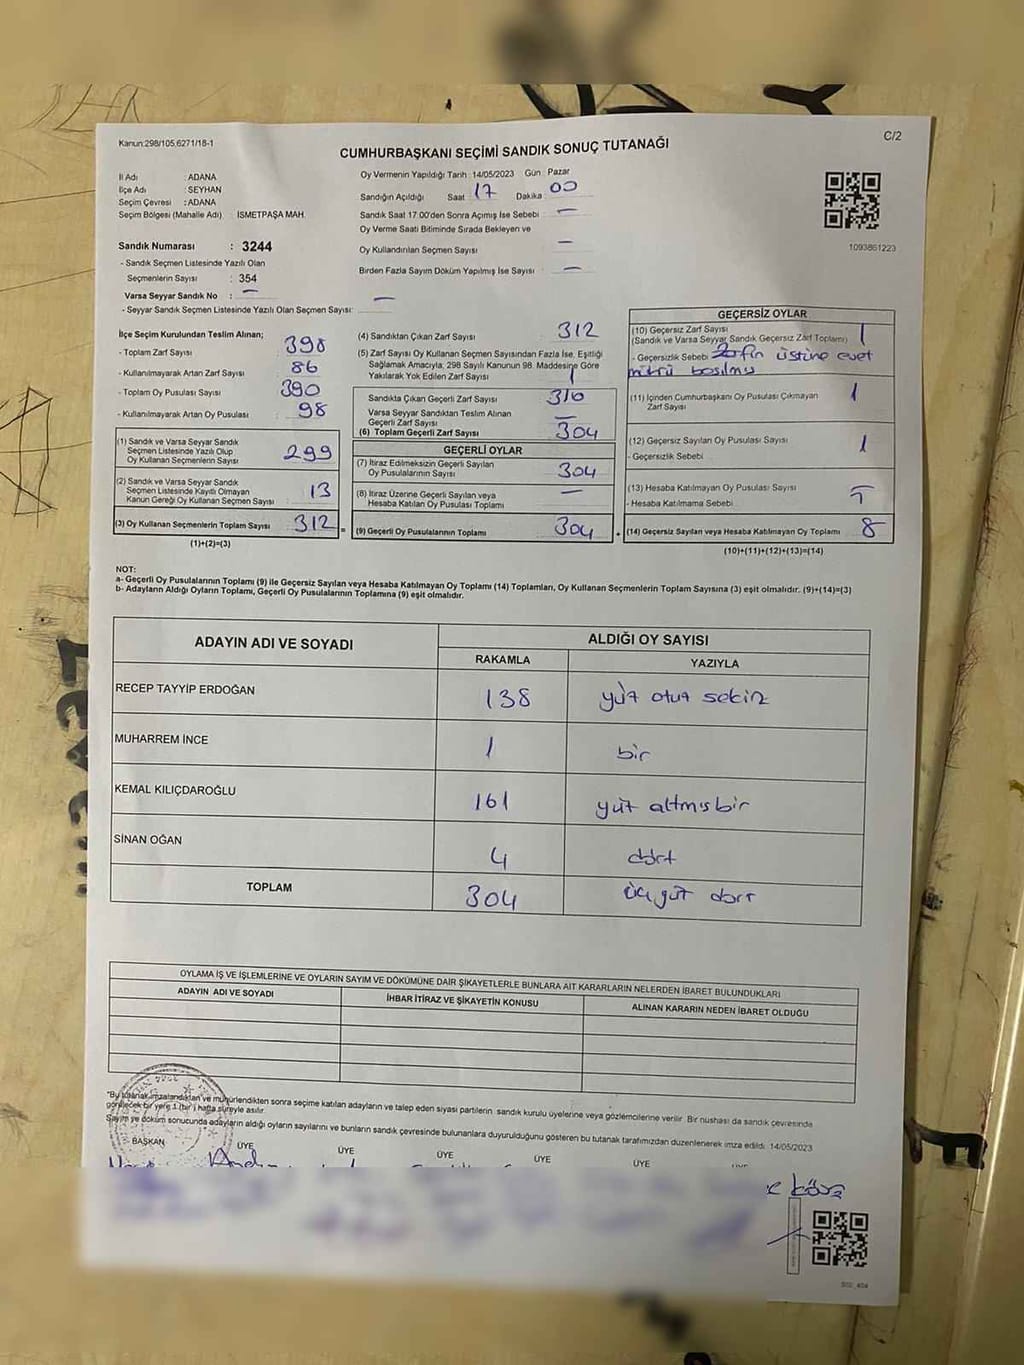 Kanun:298/105,6271/18-1
C/2
CUMHURBAŞKANI SEÇİMİ SANDIK SONUÇ TUTANAĞI
İl Adı : ADANA
İlçe Adı : SEYHAN
Seçim Çevresi : ADANA
Seçim Bölgesi (Mahalle Adı) : İSMETPAŞA MAH.
Sandık Numarası : 3244
- Sandık Seçmen Listesinde Yazılı Olan
Seçmenlerin Sayısı : 354
Varsa Seyyar Sandık No : —
- Seyyar Sandık Seçmen Listesinde Yazılı Olan Seçmen Sayısı: —
Oy Vermenin Yapıldığı Tarih :14/05/2023 Gün : Pazar
Sandığın Açıldığı Saat 17 Dakika 00
Sandık Saat 17.00'den Sonra Açmış İse Sebebi —
Oy Verme Saati Bitiminde Sırada Bekleyen ve
Oy Kullandırılan Seçmen Sayısı —
Birden Fazla Sayım Döküm Yapılmış İse Sayısı —
1093861223
İlçe Seçim Kurulundan Teslim Alınan;
- Toplam Zarf Sayısı 398
- Kullanılmayarak Artan Zarf Sayısı 86
- Toplam Oy Pusulası Sayısı 390
- Kullanılmayarak Artan Oy Pusulası 98
(1) Sandık ve Varsa Seyyar Sandık
Seçmen Listesinde Yazılı Olup
Oy Kullanan Seçmenlerin Sayısı 299
(2) Sandık ve Varsa Seyyar Sandık
Seçmen Listesinde Kayıtlı Olmayan
Kanun Gereği Oy Kullanan Seçmen Sayısı 13
(3) Oy Kullanan Seçmenlerin Toplam Sayısı 312 =
(1)+(2)=(3)
(4) Sandıktan Çıkan Zarf Sayısı 312
(5) Zarf Sayısı Oy Kullanan Seçmen Sayısından Fazla İse, Eşitliği
Sağlamak Amacıyla; 298 Sayılı Kanunun 98. Maddesine Göre
Yakılarak Yok Edilen Zarf Sayısı 1
Sandıkta Çıkan Geçerli Zarf Sayısı 310
Varsa Seyyar Sandıktan Teslim Alınan
Geçerli Zarf Sayısı —
(6) Toplam Geçerli Zarf Sayısı 304
GEÇERLİ OYLAR
(7) İtiraz Edilmeksizin Geçerli Sayılan
Oy Pusulalarının Sayısı 304
(8) İtiraz Üzerine Geçerli Sayılan veya
Hesaba Katılan Oy Pusulası Toplamı —
(9) Geçerli Oy Pusulalarının Toplamı 304 +
GEÇERSİZ OYLAR
(10) Geçersiz Zarf Sayısı
(Sandık ve Varsa Seyyar Sandık Geçersiz Zarf Toplamı) 1
- Geçersizlik Sebebi Zarfın üstüne evet
mührü basılmış
(11) İçinden Cumhurbaşkanı Oy Pusulası Çıkmayan
Zarf Sayısı 1
(12) Geçersiz Sayılan Oy Pusulası Sayısı 1
- Geçersizlik Sebebi
(13) Hesaba Katılmayan Oy Pusulası Sayısı
- Hesaba Katılmama Sebebi
(14) Geçersiz Sayılan veya Hesaba Katılmayan Oy Toplamı 8
(10)+(11)+(12)+(13)=(14)
NOT:
a- Geçerli Oy Pusulalarının Toplamı (9) ile Geçersiz Sayılan veya Hesaba Katılmayan Oy Toplamı (14) Toplamları, Oy Kullanan Seçmenlerin Toplam Sayısına (3) eşit olmalıdır. (9)+(14)=(3)
b- Adayların Aldığı Oyların Toplamı, Geçerli Oy Pusulalarının Toplamına (9) eşit olmalıdır.
ADAYIN ADI VE SOYADI
ALDIĞI OY SAYISI
RAKAMLA YAZIYLA
RECEP TAYYİP ERDOĞAN 138 yüz otuz sekiz
MUHARREM İNCE 1 bir
KEMAL KILIÇDAROĞLU 161 yüz altmış bir
SİNAN OĞAN 4 dört
TOPLAM 304 üçyüz dört
OYLAMA İŞ VE İŞLEMLERİNE VE OYLARIN SAYIM VE DÖKÜMÜNE DAİR ŞİKAYETLERLE BUNLARA AİT KARARLARIN NELERDEN İBARET BULUNDUKLARI
ADAYIN ADI VE SOYADI
İHBAR İTİRAZ VE ŞİKAYETİN KONUSU
ALINAN KARARIN NEDEN İBARET OLDUĞU
"Bu tutanak imzalandıktan ve mühürlendikten sonra seçime katılan adayların ve talep eden siyasi partilerin sandık kurulu üyelerine veya gözlemcilerine verilir. Bir nushası da sandık çevresinde
görülecek bir yere 1 (bir) hafta süreyle asılır.
Sayım ve döküm sonucunda adayların aldığı oyların sayılarını ve bunların sandık çevresinde bulunanlara duyurulduğunu gösteren bu tutanak tarafımızdan düzenlenerek imza edildi. 14/05/2023
BAŞKAN ÜYE ÜYE ÜYE ÜYE ÜYE